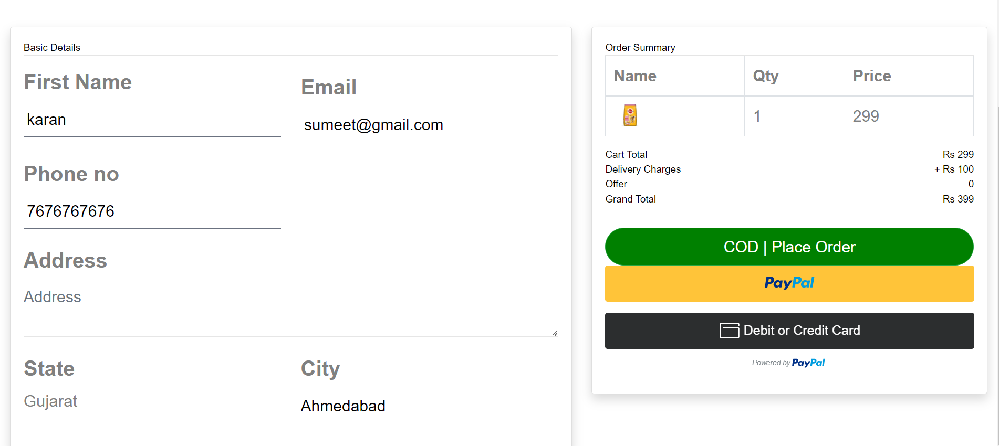 Basic Details
First Name
karan
Email
sumeet@gmail.com
Phone no
7676767676
Address
Address
State
Gujarat
City
Ahmedabad
Order Summary
Name Qty Price
1 299
Cart Total Rs 299
Delivery Charges + Rs 100
Offer 0
Grand Total Rs 399
COD | Place Order
PayPal
Debit or Credit Card
Powered by PayPal